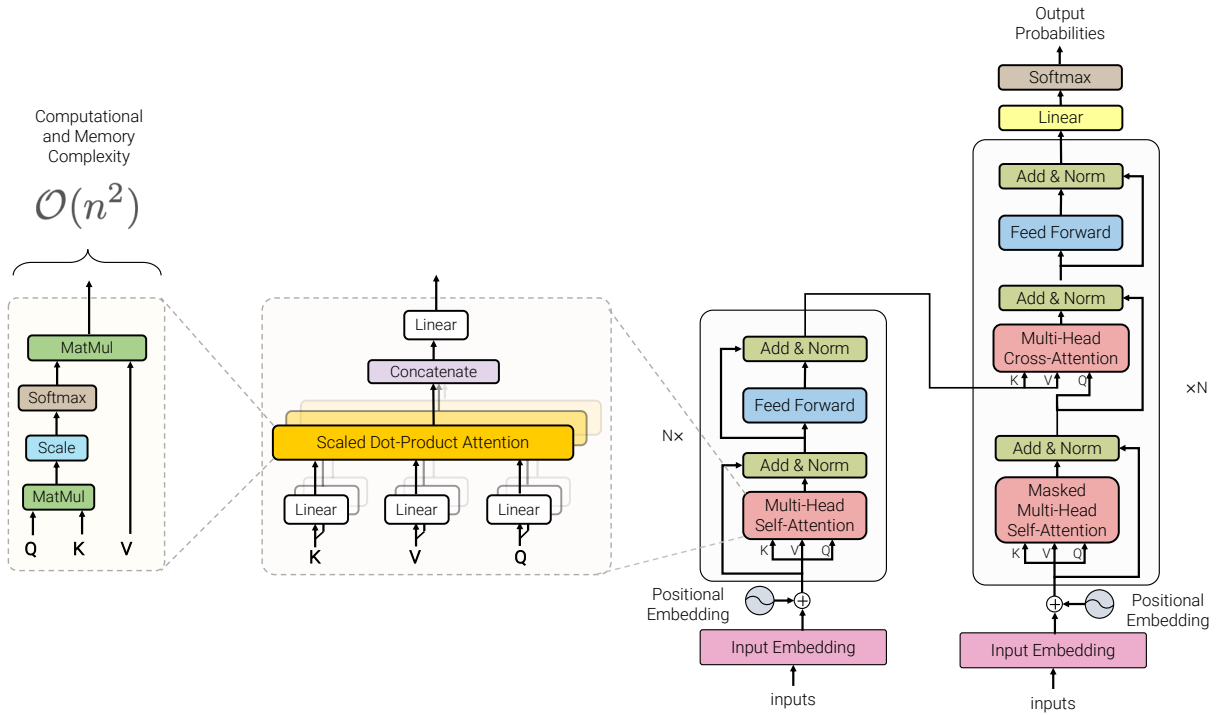 Computational
and Memory
Complexity
O(n²)
MatMul
Softmax
Scale
MatMul
Q K V
Linear
Concatenate
Scaled Dot-Product Attention
Linear Linear Linear
K V Q
N×
Add & Norm
Feed Forward
Add & Norm
Multi-Head
Self-Attention
K V Q
Positional
Embedding
Input Embedding
inputs
Output
Probabilities
Softmax
Linear
Add & Norm
Feed Forward
Add & Norm
Multi-Head
Cross-Attention
K V Q
×N
Add & Norm
Masked
Multi-Head
Self-Attention
K V Q
Positional
Embedding
Input Embedding
inputs